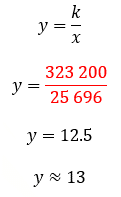 y = k/x
y = 323 200/25 696
y = 12.5
y ≈ 13